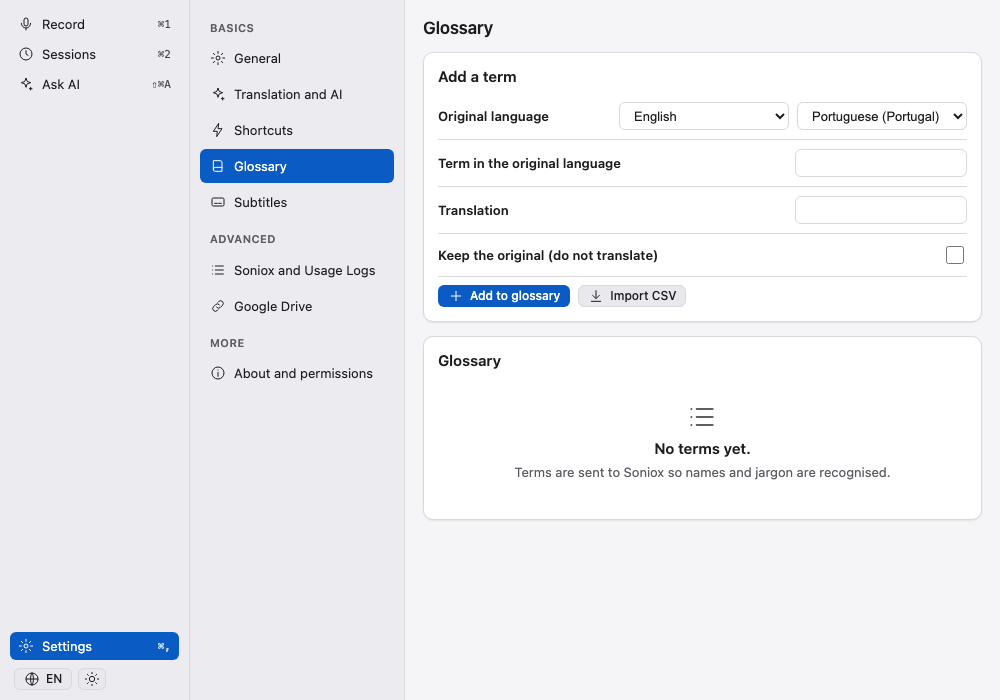 Record ⌘1
Sessions ⌘2
Ask AI ⇧⌘A
Settings ⌘,
EN
BASICS
General
Translation and AI
Shortcuts
Glossary
Subtitles
ADVANCED
Soniox and Usage Logs
Google Drive
MORE
About and permissions
Glossary
Add a term
Original language English Portuguese (Portugal)
Term in the original language
Translation
Keep the original (do not translate)
Add to glossary Import CSV
Glossary
No terms yet.
Terms are sent to Soniox so names and jargon are recognised.